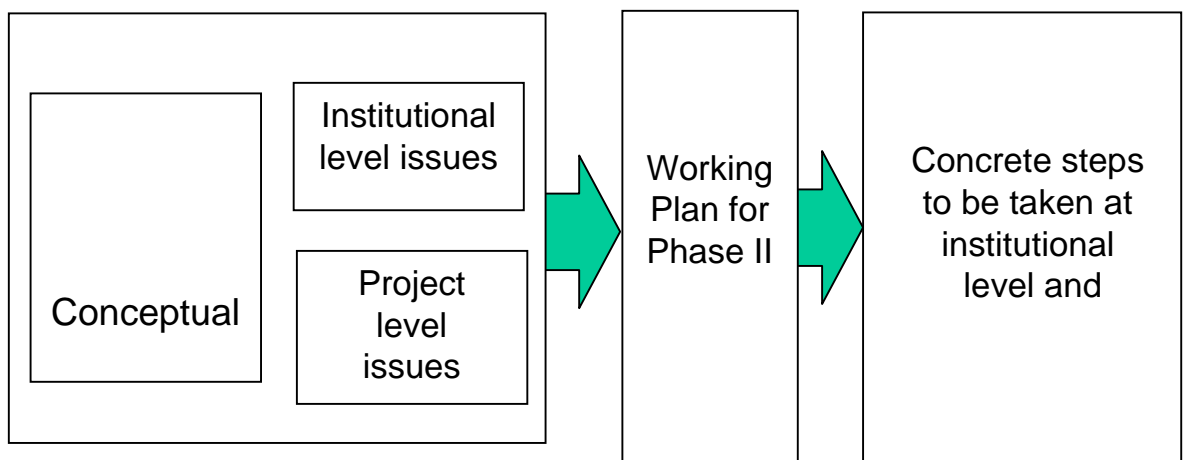 Conceptual
Institutional
level issues
Project
level
issues
Working
Plan for
Phase II
Concrete steps
to be taken at
institutional
level and